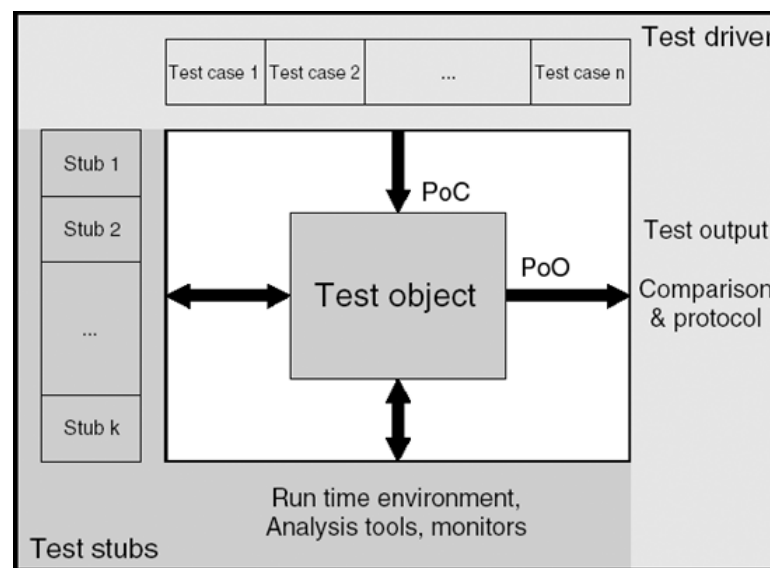 Test driver
Test case 1
Test case 2
...
Test case n
Stub 1
Stub 2
...
Stub k
PoC
PoO
Test object
Test output
Comparison
& protocol
Run time environment,
Analysis tools, monitors
Test stubs